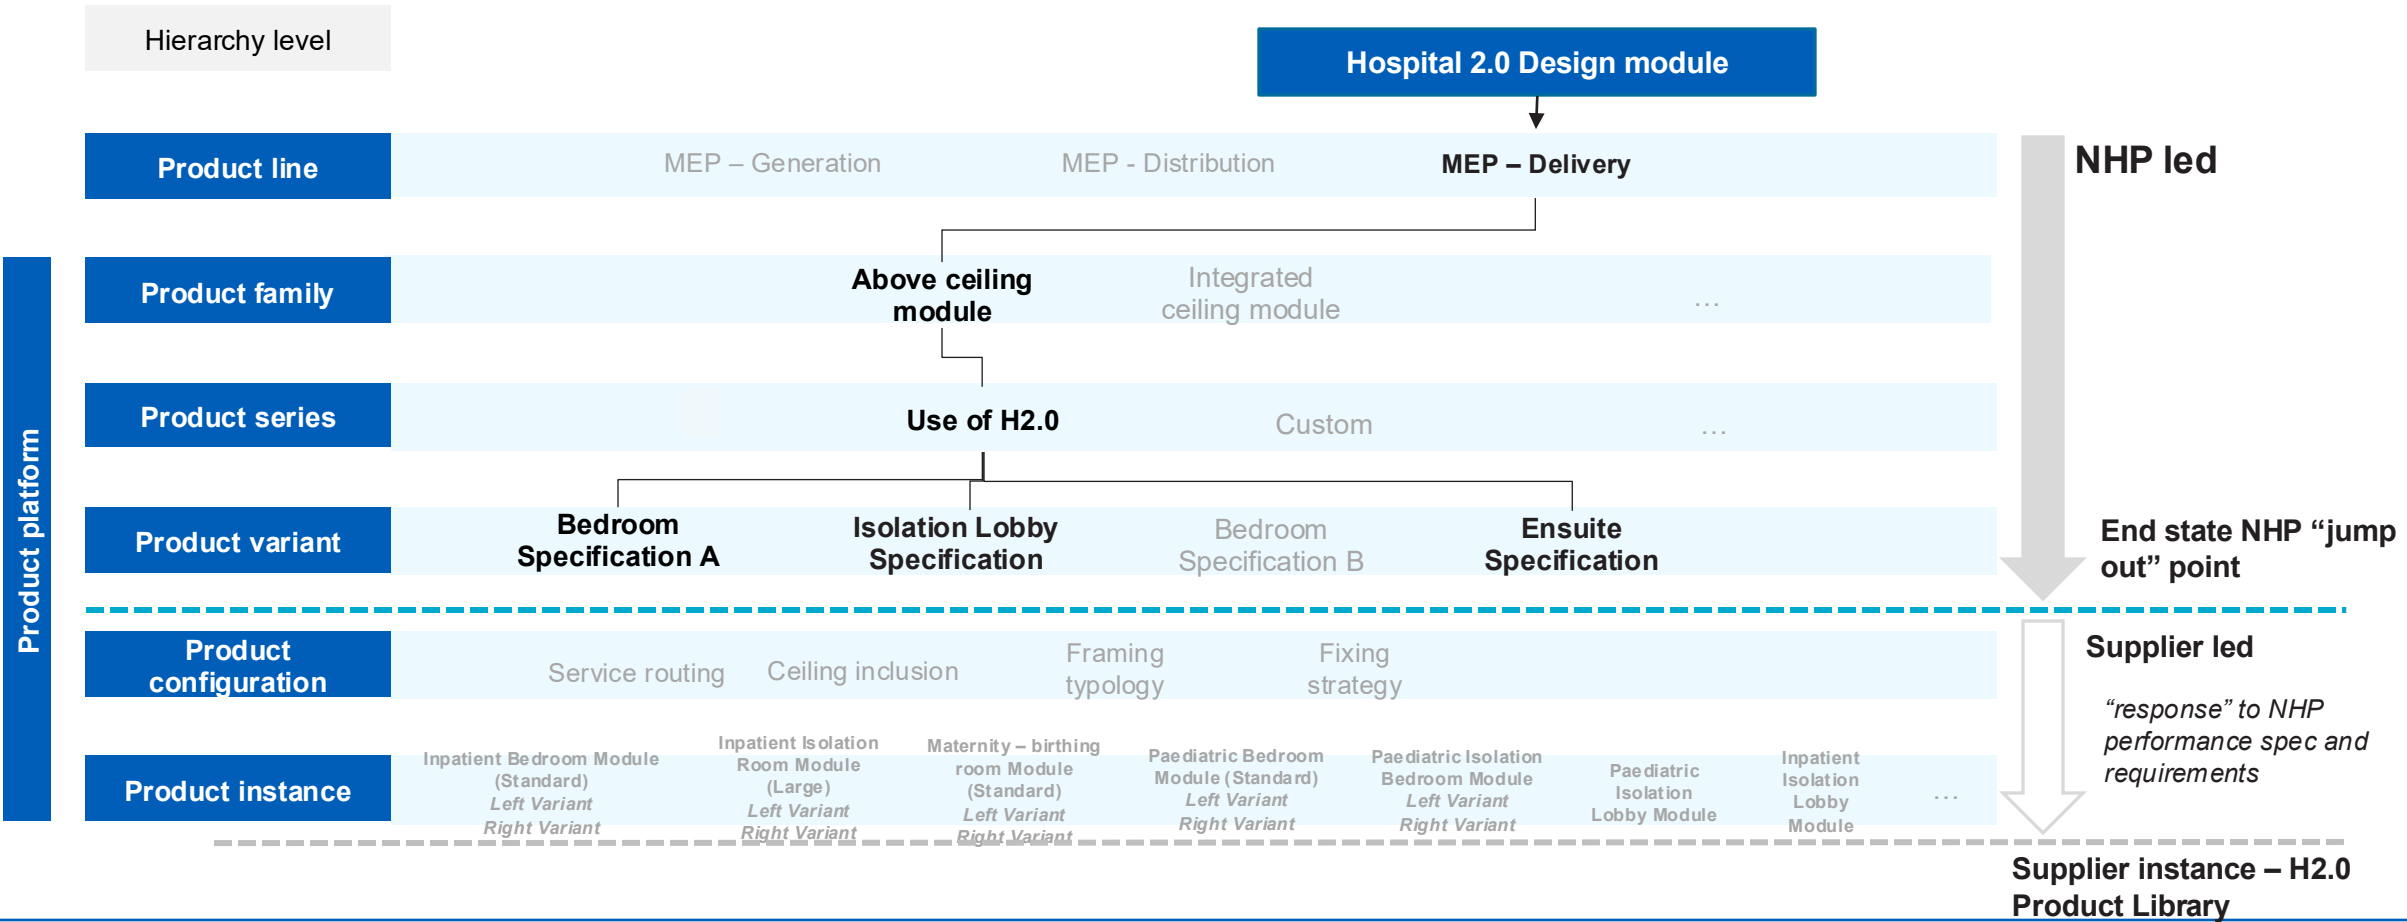 Hierarchy level
Hospital 2.0 Design module
Product line
MEP – Generation
MEP - Distribution
MEP – Delivery
NHP led
Product platform
Product family
Above ceiling
module
Integrated
ceiling module
...
Product series
Use of H2.0
Custom
...
Product variant
Bedroom
Specification A
Isolation Lobby
Specification
Bedroom
Specification B
Ensuite
Specification
End state NHP “jump
out” point
Product
configuration
Service routing
Ceiling inclusion
Framing
typology
Fixing
strategy
Supplier led
“response” to NHP
performance spec and
requirements
Product instance
Inpatient Bedroom Module
(Standard)
Left Variant
Right Variant
Inpatient Isolation
Room Module
(Large)
Left Variant
Right Variant
Maternity – birthing
room Module
(Standard)
Left Variant
Right Variant
Paediatric Bedroom
Module (Standard)
Left Variant
Right Variant
Paediatric Isolation
Bedroom Module
Left Variant
Right Variant
Paediatric
Isolation
Lobby Module
Inpatient
Isolation
Lobby
Module
...
Supplier instance – H2.0
Product Library